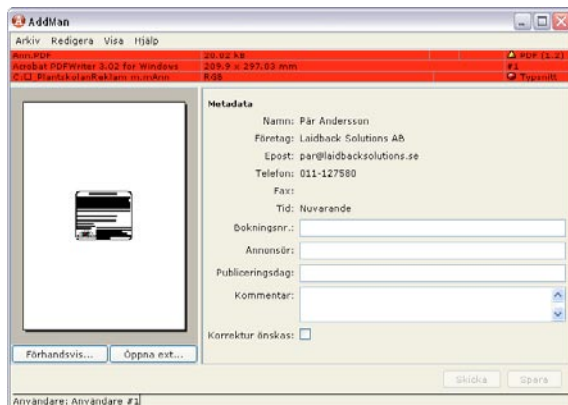 AddMan
Arkiv Redigera Visa Hjälp
Ann.PDF 20.02 kB PDF (1.2)
Acrobat PDFWriter 3.02 for Windows 209.9 x 297.03 mm #1
RGB Typsnitt
Metadata
Namn: Pär Andersson
Företag: Laidback Solutions AB
Epost: par@laidbacksolutions.se
Telefon: 011-127580
Fax:
Tid: Nuvarande
Bokningsnr.:
Annonsör:
Publiceringsdag:
Kommentar:
Korrektur önskas:
Förhandsvis... Öppna ext...
Skicka Spara
Användare: Användare #1